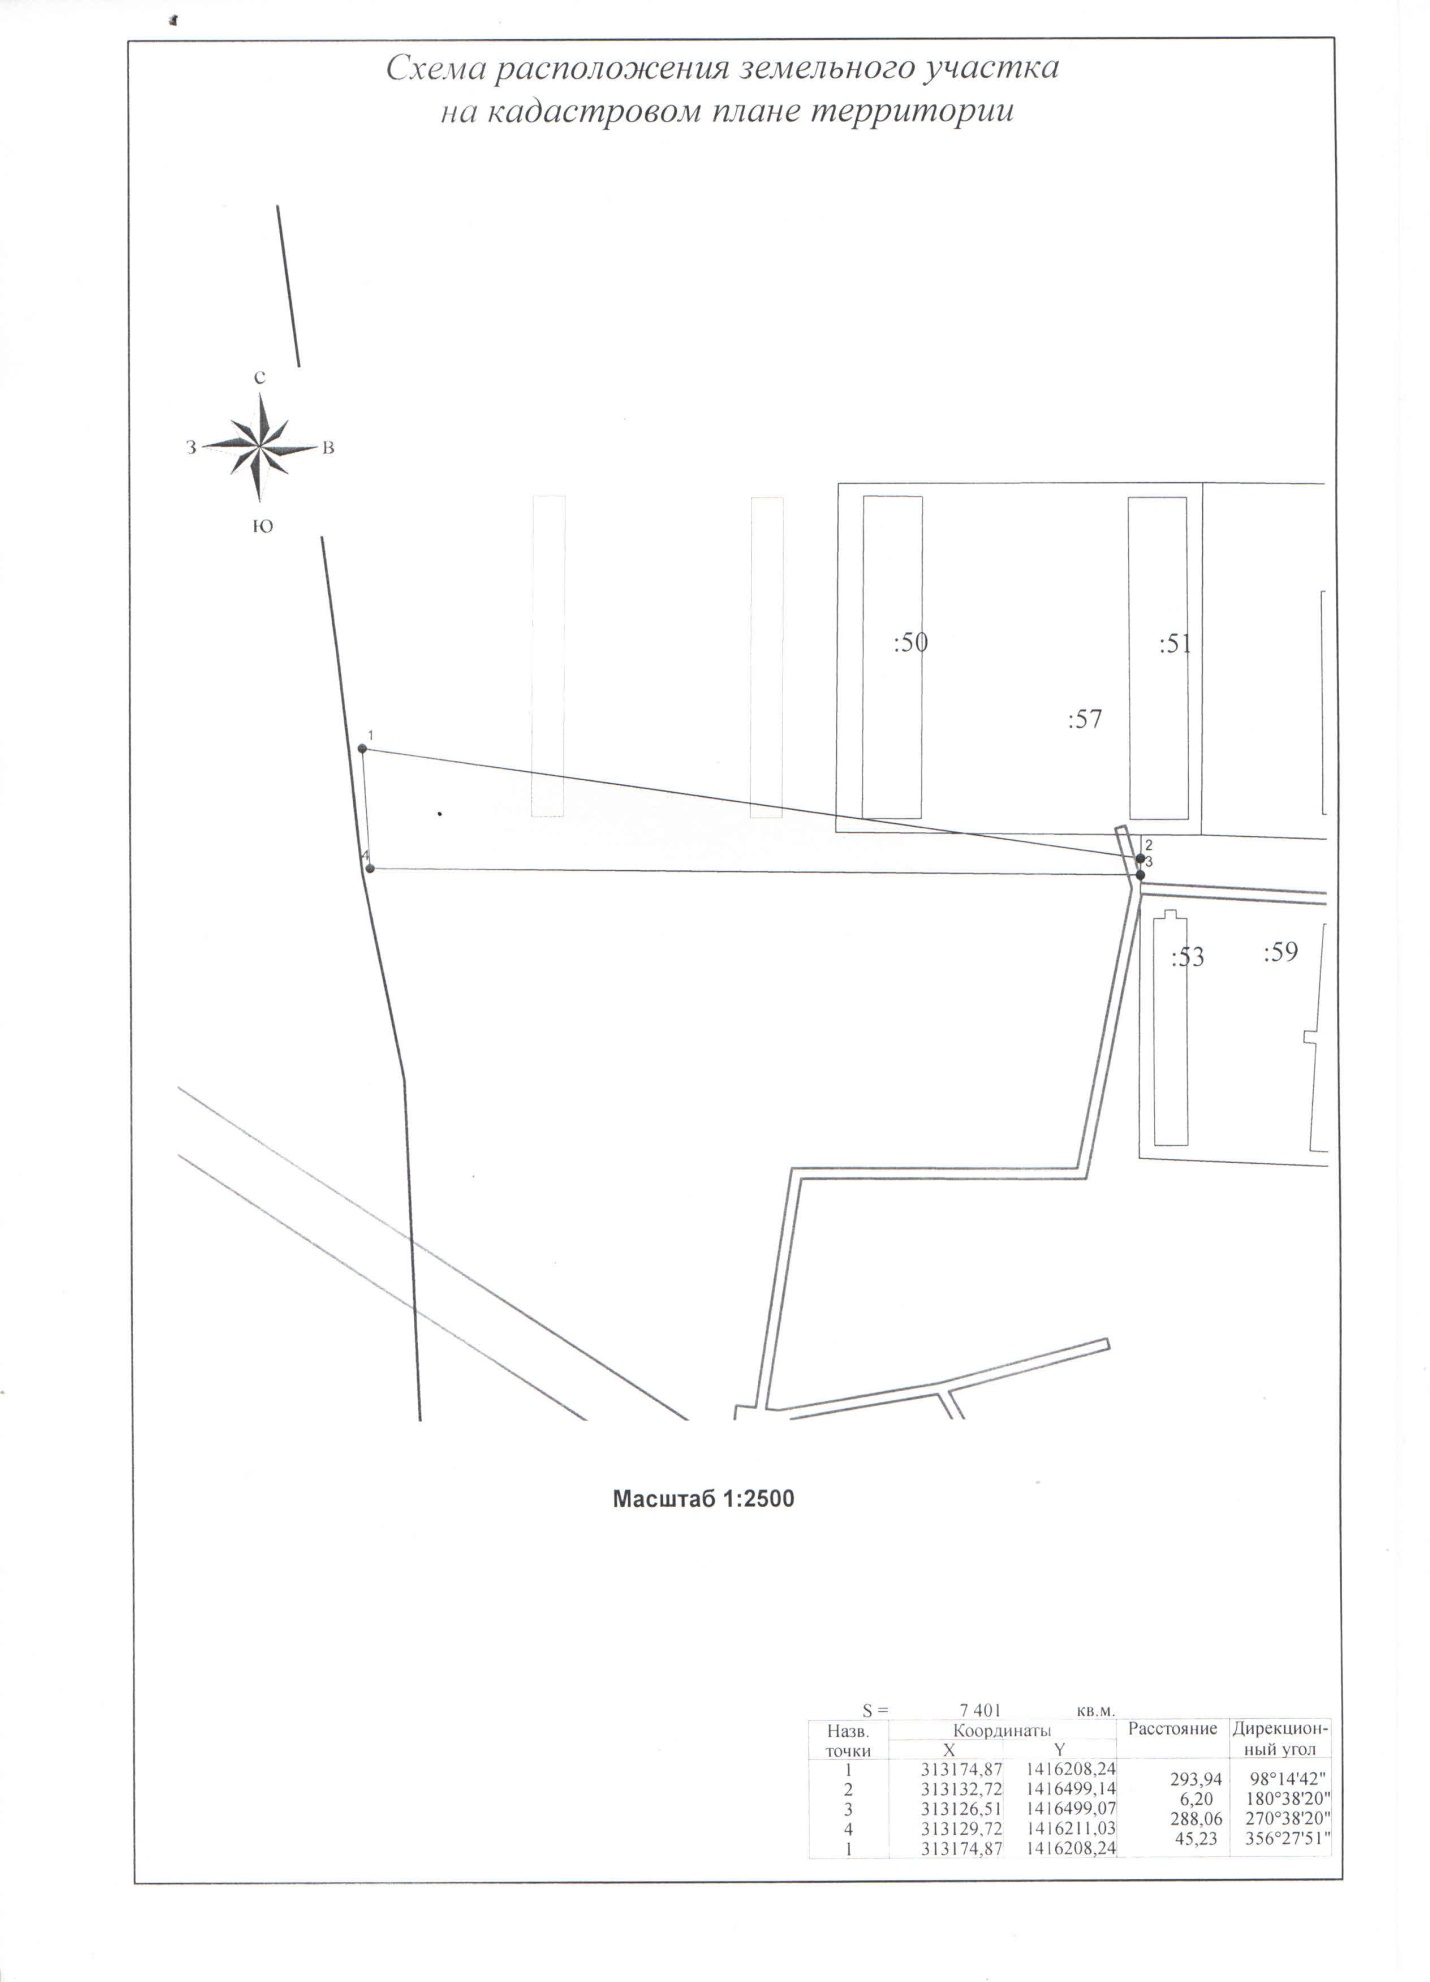 Схема расположения земельного участка
на кадастровом плане территории
С
З
В
Ю
:50
:51
:57
1
2
3
4
:53
:59
Масштаб 1:2500
S = 7 401 кв.м.
Назв. Координаты Расстояние Дирекцион-
точки X Y ный угол
1 313174,87 1416208,24
293,94 98°14'42"
2 313132,72 1416499,14
6,20 180°38'20"
3 313126,51 1416499,07
288,06 270°38'20"
4 313129,72 1416211,03
45,23 356°27'51"
1 313174,87 1416208,24